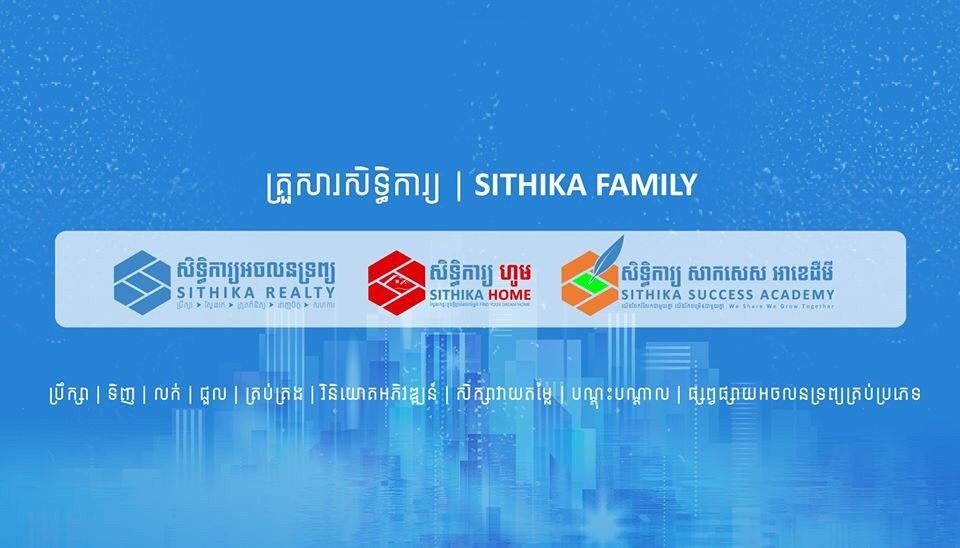 គ្រួសារសិទ្ធិការ្យ | SITHIKA FAMILY
សិទ្ធិការ្យអចលនទ្រព្យ
SITHIKA REALTY
សិទ្ធិការ្យ ហូម
SITHIKA HOME
សិទ្ធិការ្យ សាកសេស អាខេដឺមី
SITHIKA SUCCESS ACADEMY
We Share We Grow Together
ប្រឹក្សា | ទិញ | លក់ | ជួល | គ្រប់គ្រង | វិនិយោគអភិវឌ្ឍន៍ | សិក្សាវាយតម្លៃ | បណ្តុះបណ្តាល | ផ្សព្វផ្សាយអចលនទ្រព្យគ្រប់ប្រភេទ